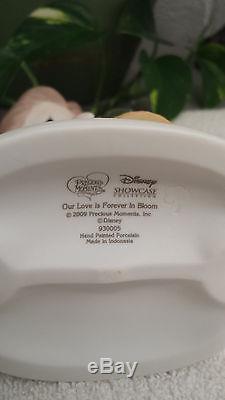 PRECIOUS MOMENTS
Disney
SHOWCASE
COLLECTION
Our Love is Forever In Bloom
© 2009 Precious Moments, Inc
©Disney
930005
Hand Painted Porcelain
Made in Indonesia
WorthPoint